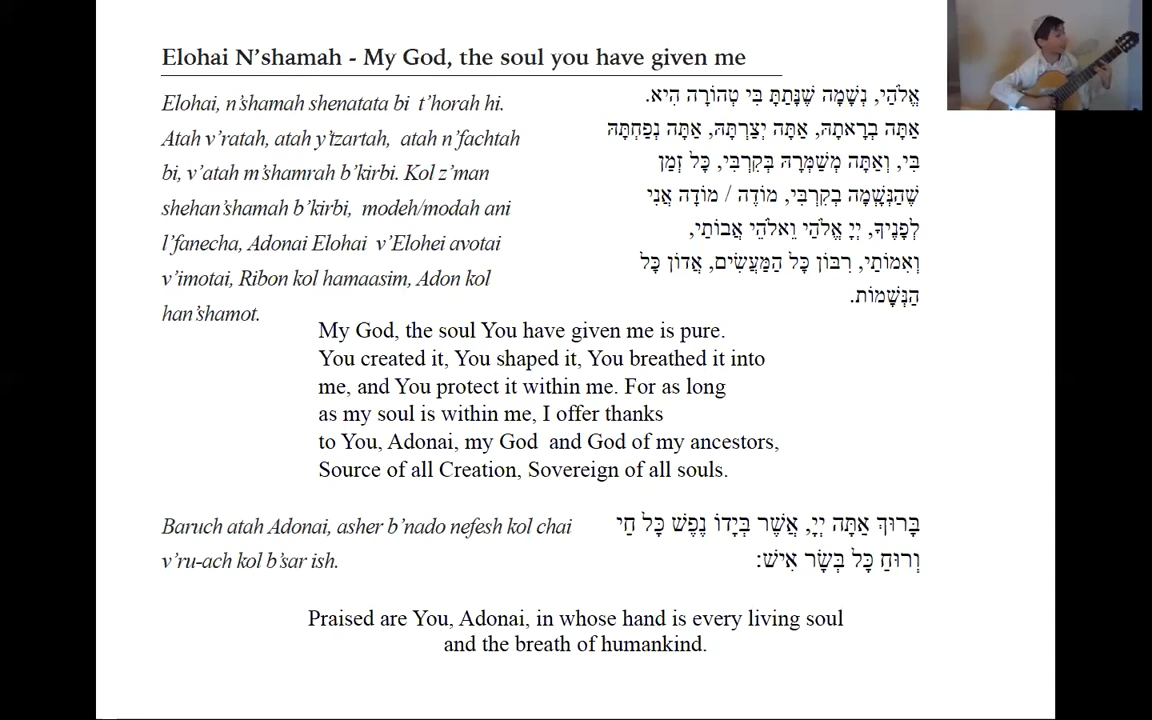 Elohai N’shamah - My God, the soul you have given me
Elohai, n’shamah shenatata bi t’horah hi.
Atah v’ratah, atah y’tzartah, atah n’fachtah
bi, v’atah m’shamrah b’kirbi. Kol z’man
shehan’shamah b’kirbi, modeh/modah ani
l’fanecha, Adonai Elohai v’Elohei avotai
v’imotai, Ribon kol hamaasim, Adon kol
han’shamot.
אֱלֹהַי, נְשָׁמָה שֶׁנָּתַתָּ בִּי טְהוֹרָה הִיא.
אַתָּה בְרָאתָהּ, אַתָּה יְצַרְתָּהּ, אַתָּה נְפַחְתָּהּ
בִּי, וְאַתָּה מְשַׁמְּרָהּ בְּקִרְבִּי, כָּל זְמַן
שֶׁהַנְּשָׁמָה בְקִרְבִּי, מוֹדֶה / מוֹדָה אֲנִי
לְפָנֶיךָ, יְיָ אֱלֹהַי וֵאלֹהֵי אֲבוֹתַי,
וְאִמּוֹתַי, רִבּוֹן כָּל הַמַּעֲשִׂים, אֲדוֹן כָּל
הַנְּשָׁמוֹת.
My God, the soul You have given me is pure.
You created it, You shaped it, You breathed it into
me, and You protect it within me. For as long
as my soul is within me, I offer thanks
to You, Adonai, my God and God of my ancestors,
Source of all Creation, Sovereign of all souls.
Baruch atah Adonai, asher b’nado nefesh kol chai
v’ru-ach kol b’sar ish.
בָּרוּךְ אַתָּה יְיָ, אֲשֶׁר בְּיָדוֹ נֶפֶשׁ כָּל חַי
וְרוּחַ כָּל בְּשַׂר אִישׁ:
Praised are You, Adonai, in whose hand is every living soul
and the breath of humankind.